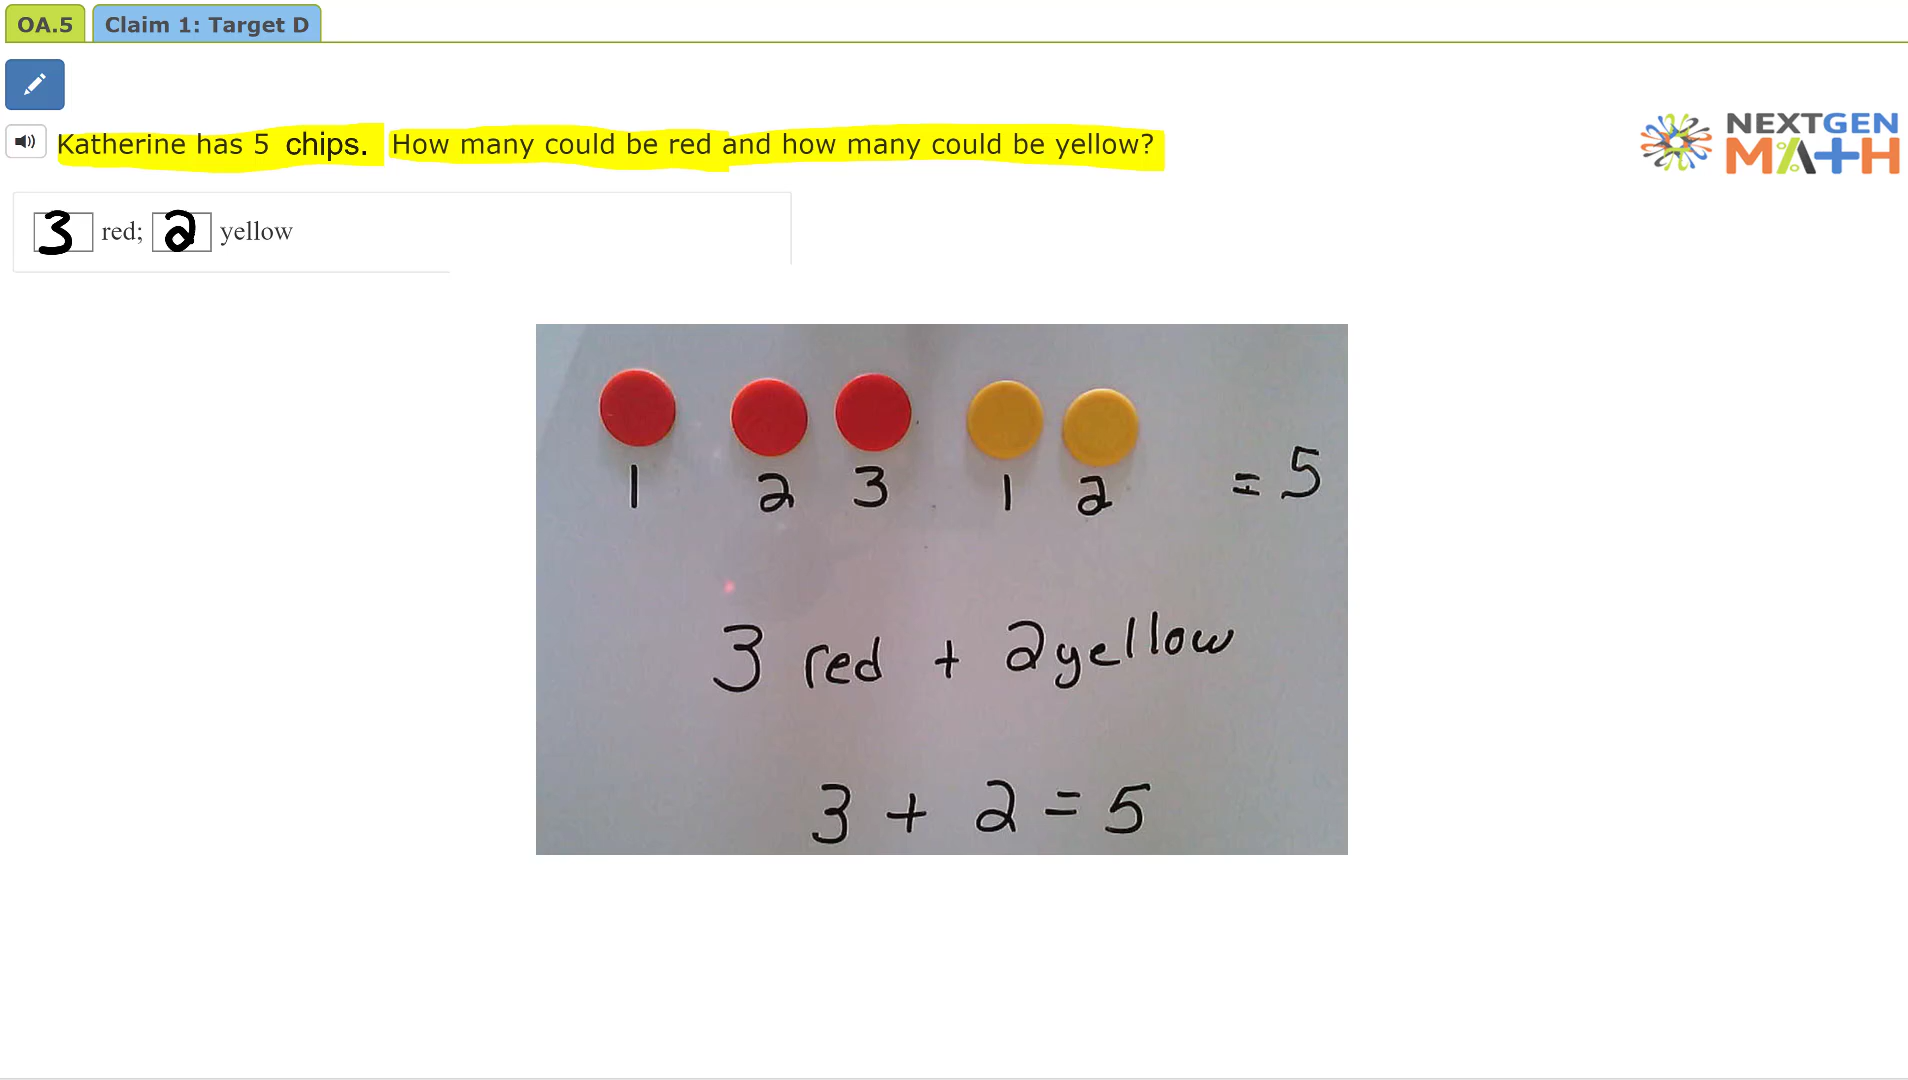 OA.5 Claim 1: Target D
Katherine has 5 chips. How many could be red and how many could be yellow?
NEXTGEN
MATH
3 red; 2 yellow
1 2 3 1 2 = 5
3 red + 2 yellow
3 + 2 = 5